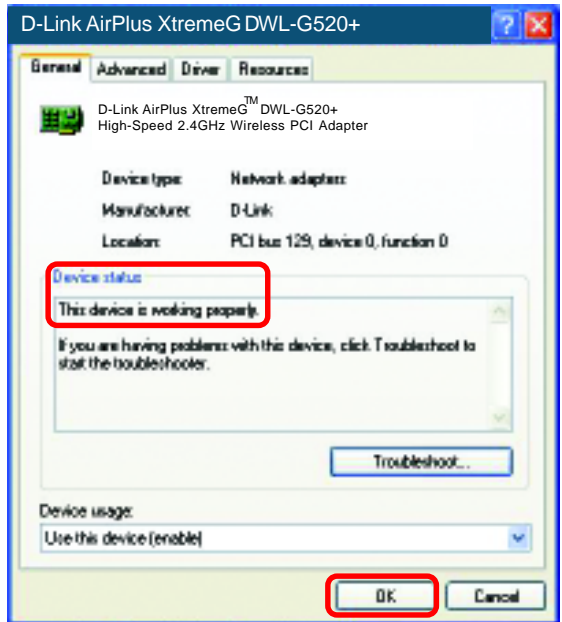 D-Link AirPlus XtremeG DWL-G520+
General Advanced Driver Resources
D-Link AirPlus XtremeG™ DWL-G520+
High-Speed 2.4GHz Wireless PCI Adapter
Device type: Network adapters
Manufacturer: D-Link
Location: PCI bus 129, device 0, function 0
Device status
This device is working properly.
If you are having problems with this device, click Troubleshoot to
start the troubleshooter.
Troubleshoot...
Device usage:
Use this device (enable)
OK Cancel